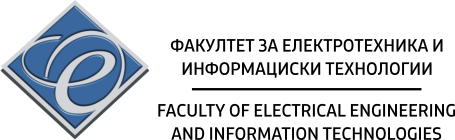 ФАКУЛТЕТ ЗА ЕЛЕКТРОТЕХНИКА И
ИНФОРМАЦИСКИ ТЕХНОЛОГИИ
FACULTY OF ELECTRICAL ENGINEERING
AND INFORMATION TECHNOLOGIES